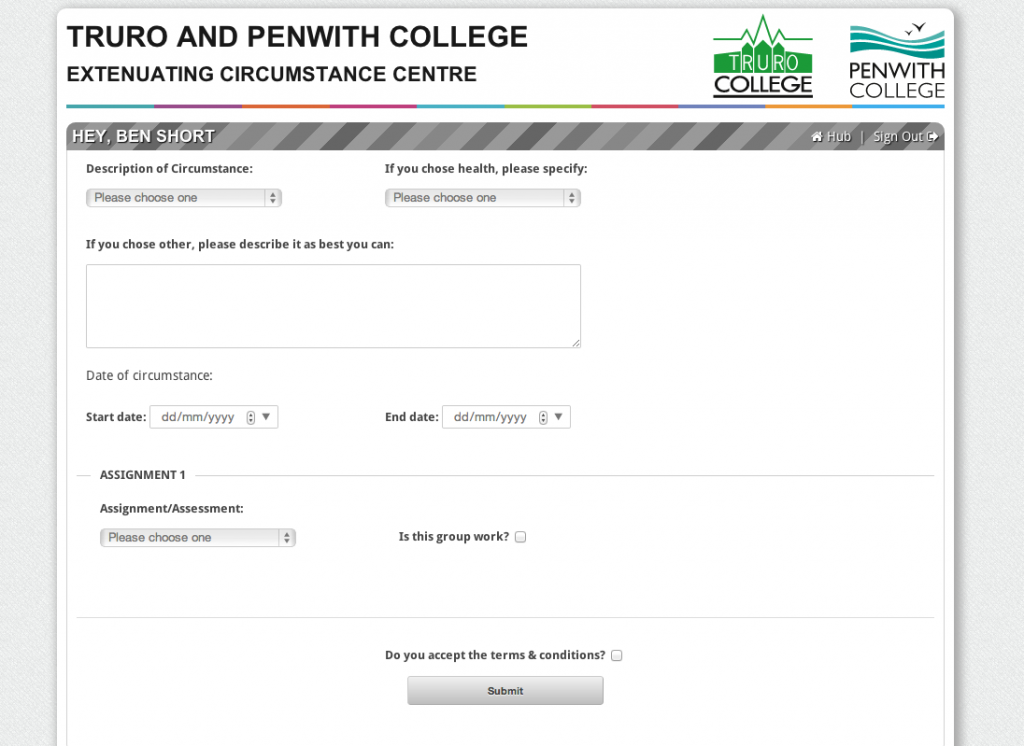 TRURO AND PENWITH COLLEGE
EXTENUATING CIRCUMSTANCE CENTRE
TRURO
COLLEGE
PENWITH
COLLEGE
HEY, BEN SHORT
Hub | Sign Out
Description of Circumstance:
If you chose health, please specify:
Please choose one
Please choose one
If you chose other, please describe it as best you can:
Date of circumstance:
Start date: dd/mm/yyyy
End date: dd/mm/yyyy
ASSIGNMENT 1
Assignment/Assessment:
Please choose one
Is this group work?
Do you accept the terms & conditions?
Submit